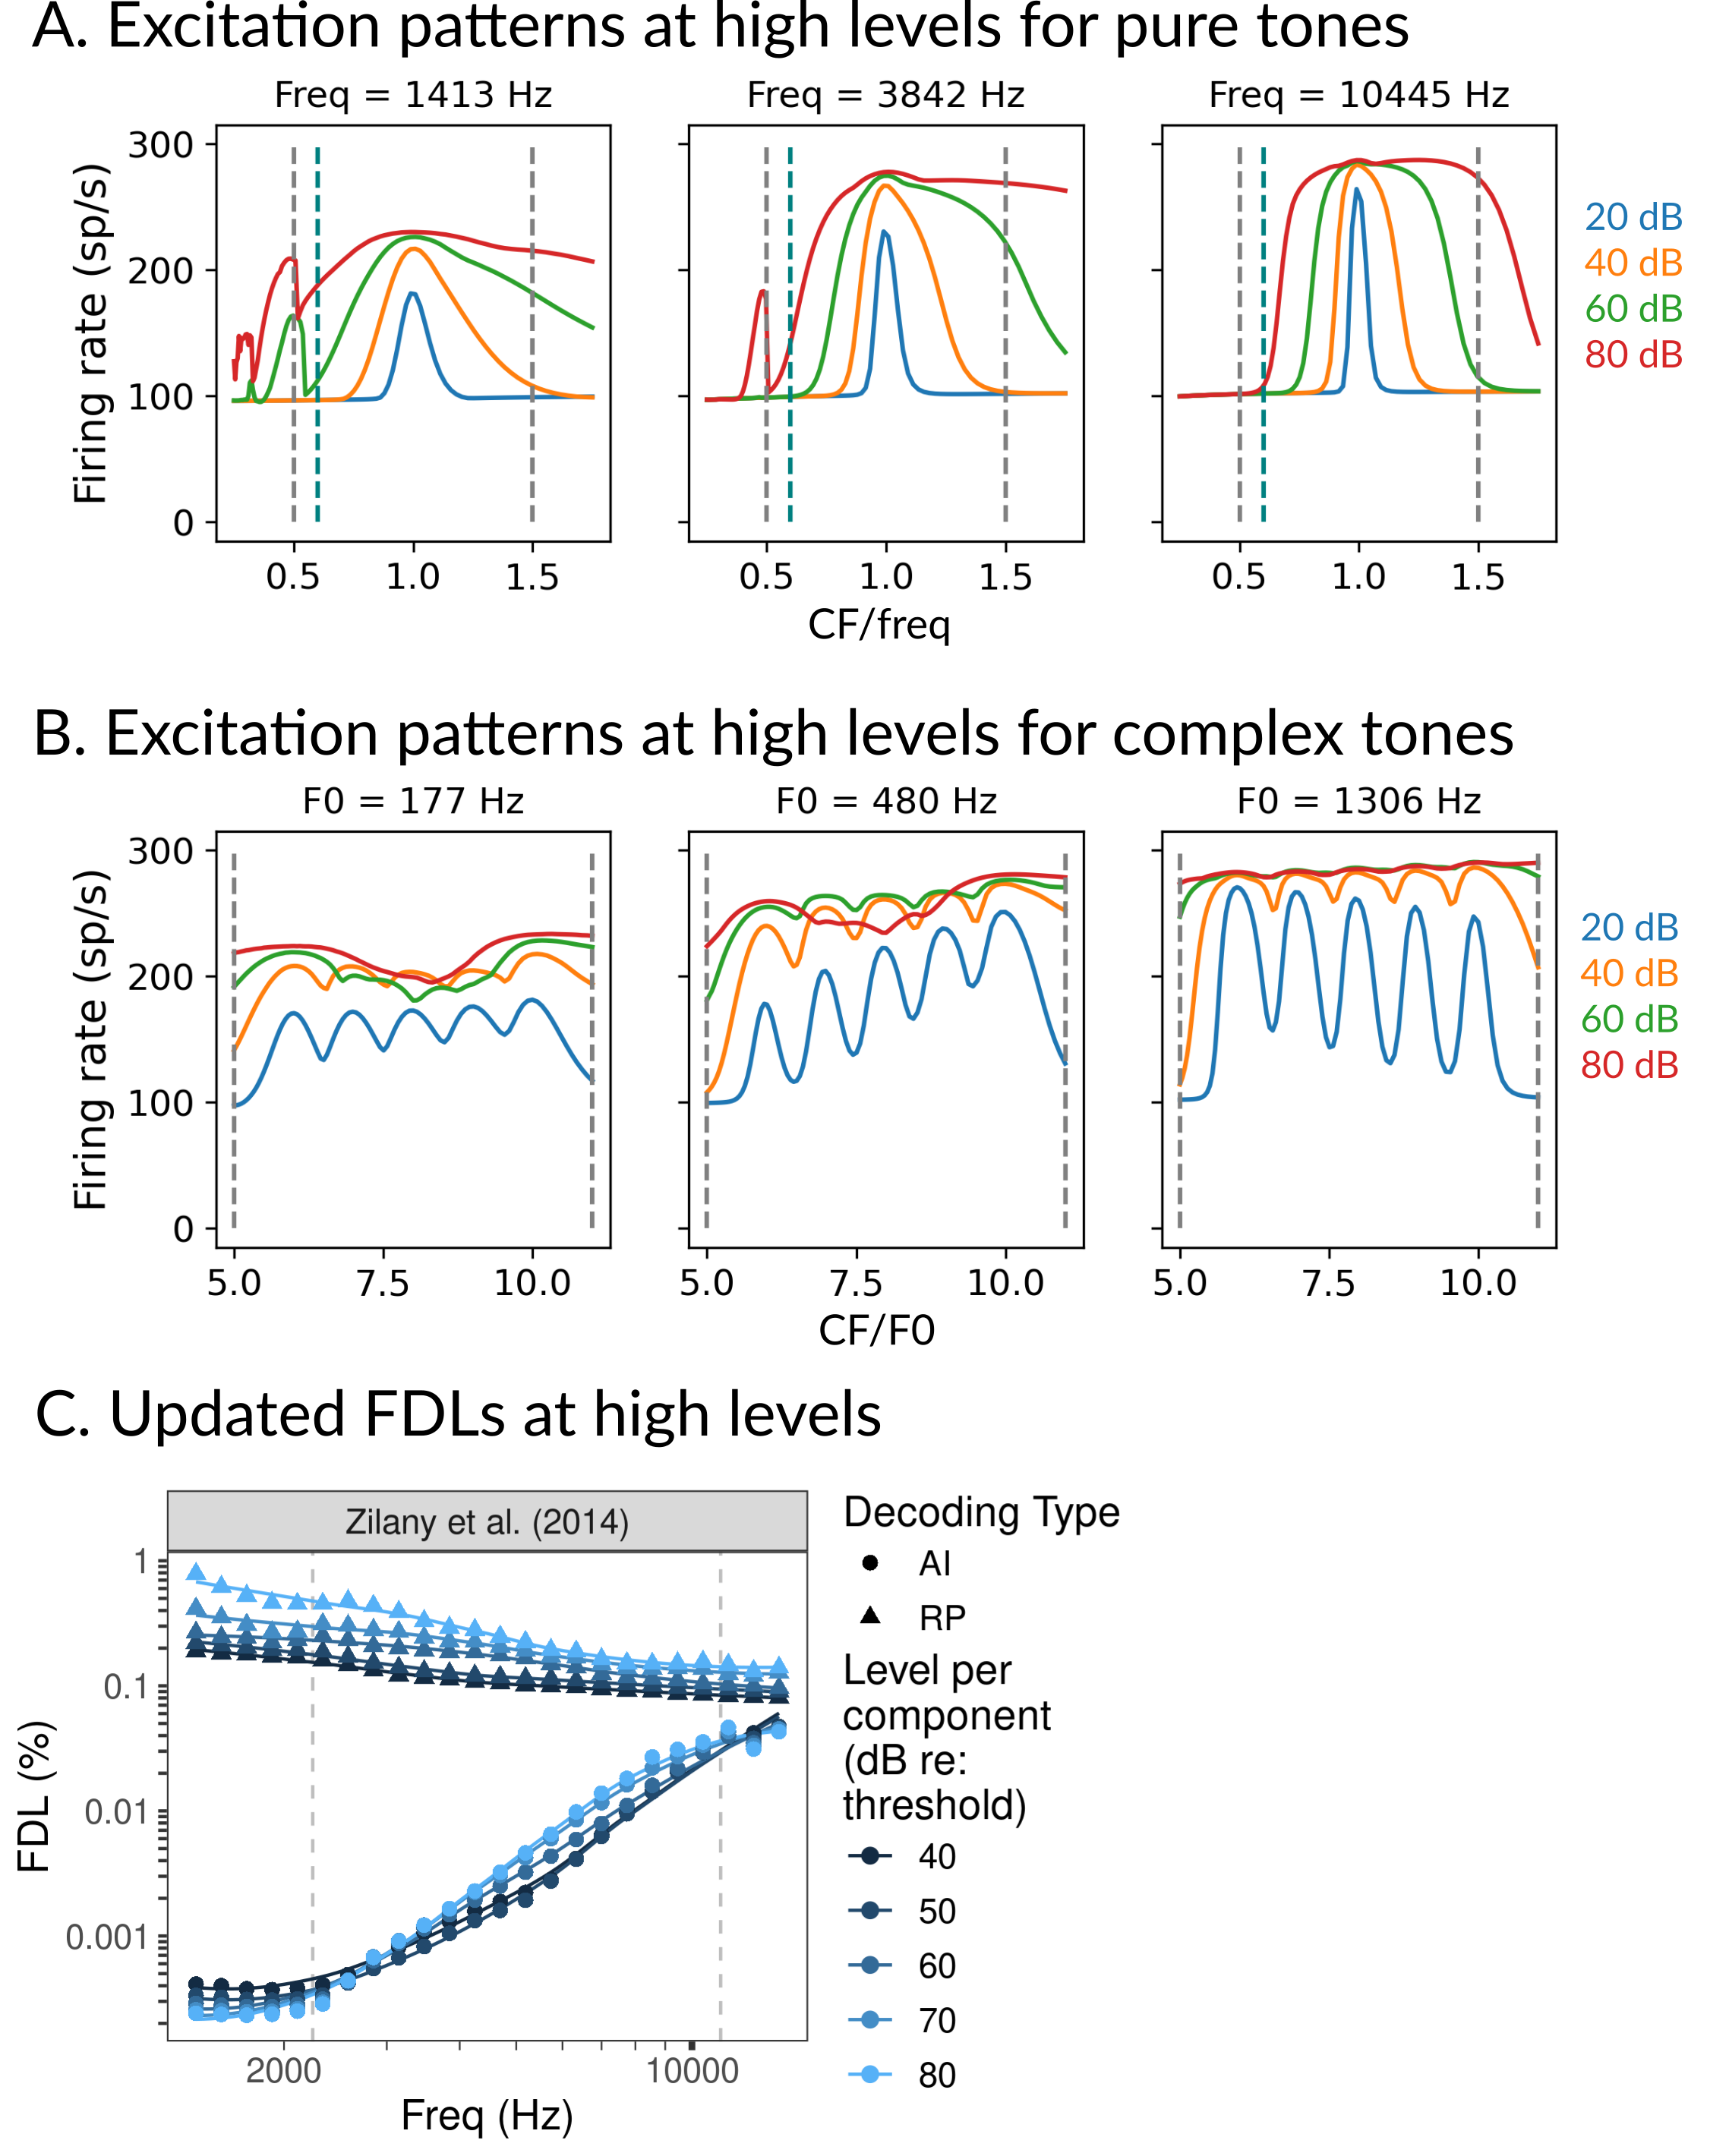 A. Excitation patterns at high levels for pure tones
Freq = 1413 Hz
Freq = 3842 Hz
Freq = 10445 Hz
Firing rate (sp/s)
300
200
100
0
0.5
1.0
1.5
0.5
1.0
1.5
0.5
1.0
1.5
CF/freq
20 dB
40 dB
60 dB
80 dB
B. Excitation patterns at high levels for complex tones
F0 = 177 Hz
F0 = 480 Hz
F0 = 1306 Hz
Firing rate (sp/s)
300
200
100
0
5.0
7.5
10.0
5.0
7.5
10.0
5.0
7.5
10.0
CF/F0
20 dB
40 dB
60 dB
80 dB
C. Updated FDLs at high levels
Zilany et al. (2014)
FDL (%)
1
0.1
0.01
0.001
2000
10000
Freq (Hz)
Decoding Type
AI
RP
Level per
component
(dB re:
threshold)
40
50
60
70
80